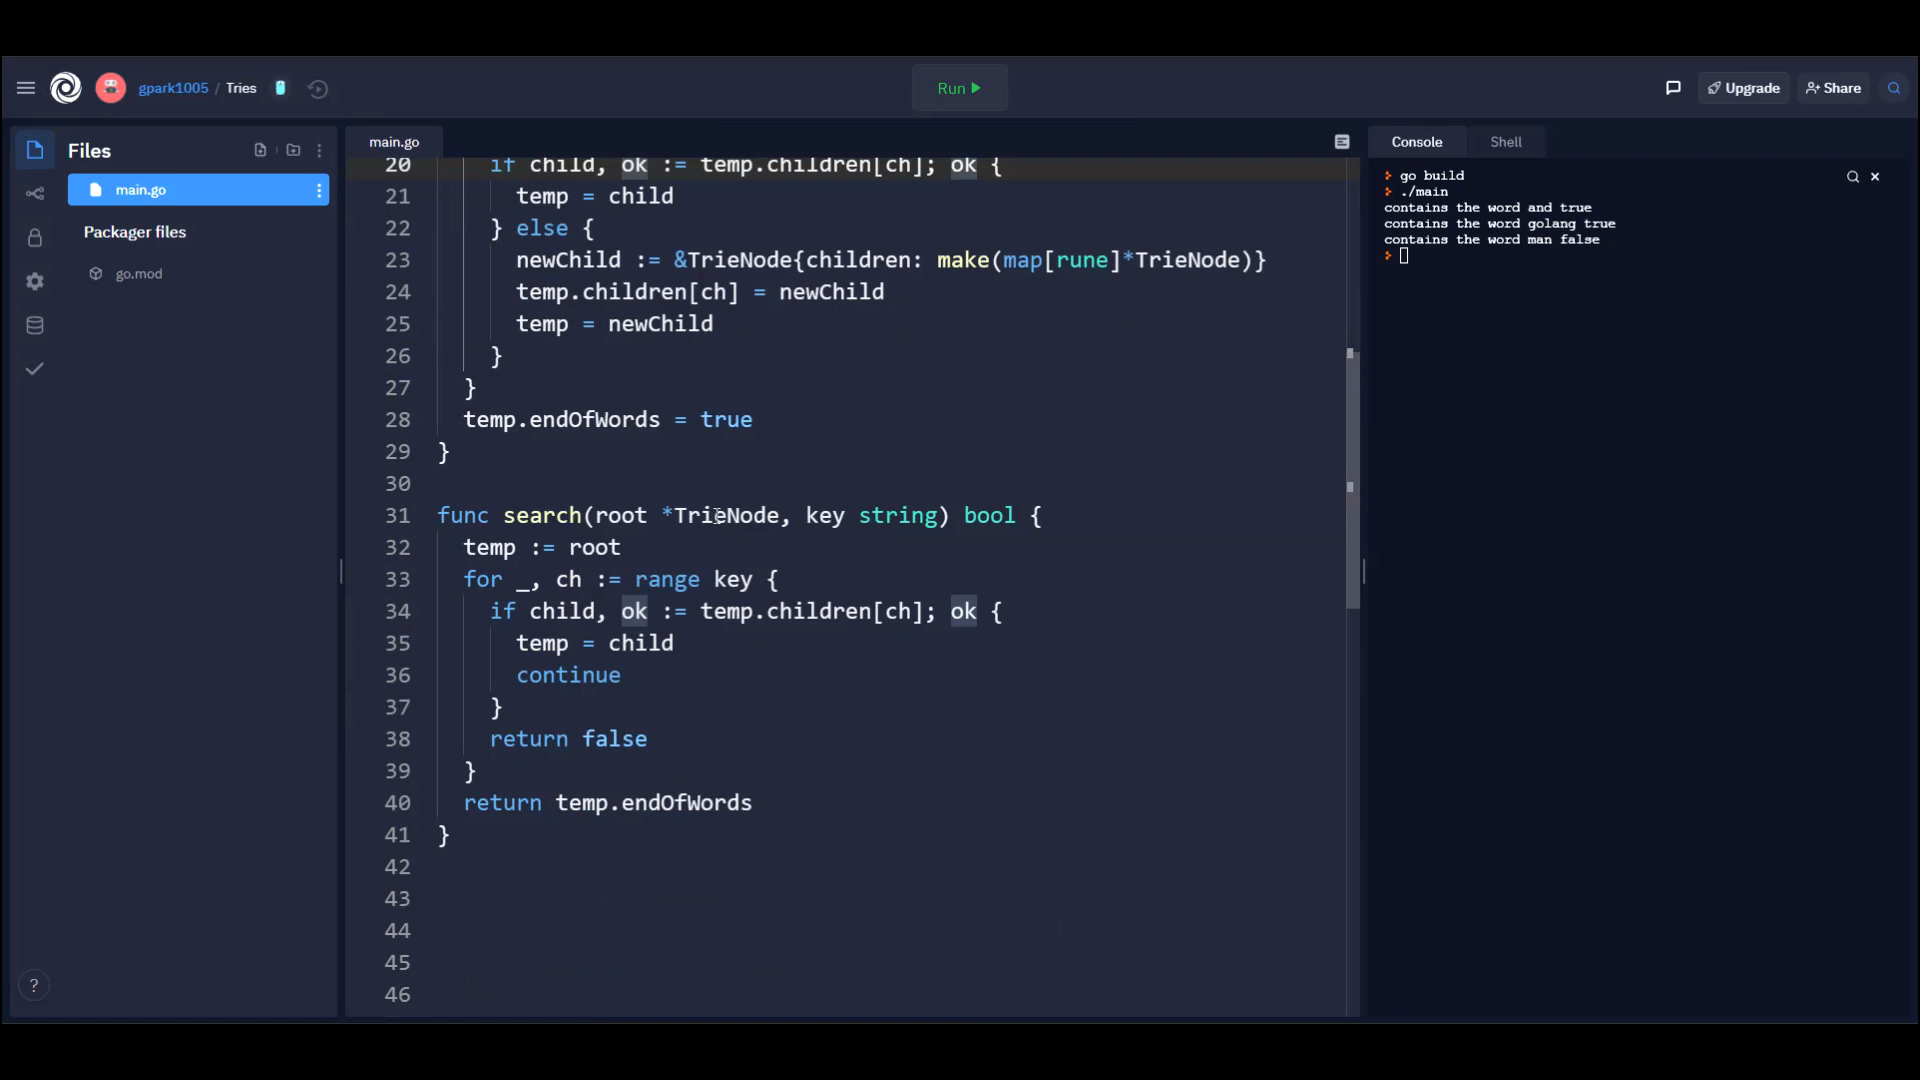 gpark1005 / Tries
Run
Upgrade
Share
Files
main.go
Packager files
go.mod
?
main.go
20 if child, ok := temp.children[ch]; ok {
21 temp = child
22 } else {
23 newChild := &TrieNode{children: make(map[rune]*TrieNode)}
24 temp.children[ch] = newChild
25 temp = newChild
26 }
27 }
28 temp.endOfWords = true
29 }
30
31 func search(root *TrieNode, key string) bool {
32 temp := root
33 for _, ch := range key {
34 if child, ok := temp.children[ch]; ok {
35 temp = child
36 continue
37 }
38 return false
39 }
40 return temp.endOfWords
41 }
42
43
44
45
46
Console Shell
go build
./main
contains the word and true
contains the word golang true
contains the word man false